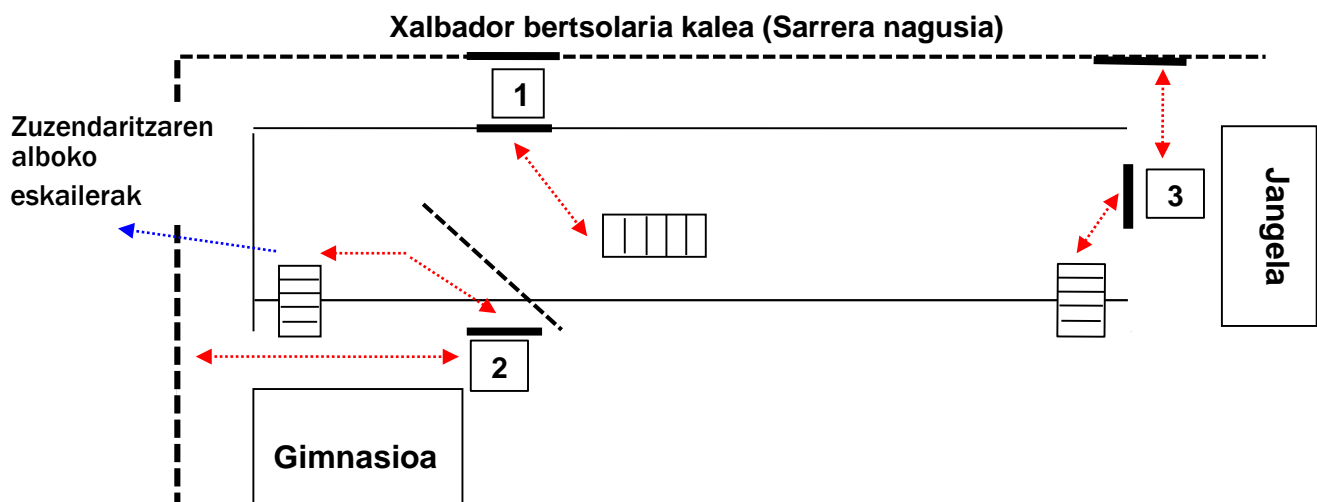 Xalbador bertsolaria kalea (Sarrera nagusia)
1
Zuzendaritzaren
alboko
eskailerak
3
Jangela
2
Gimnasioa